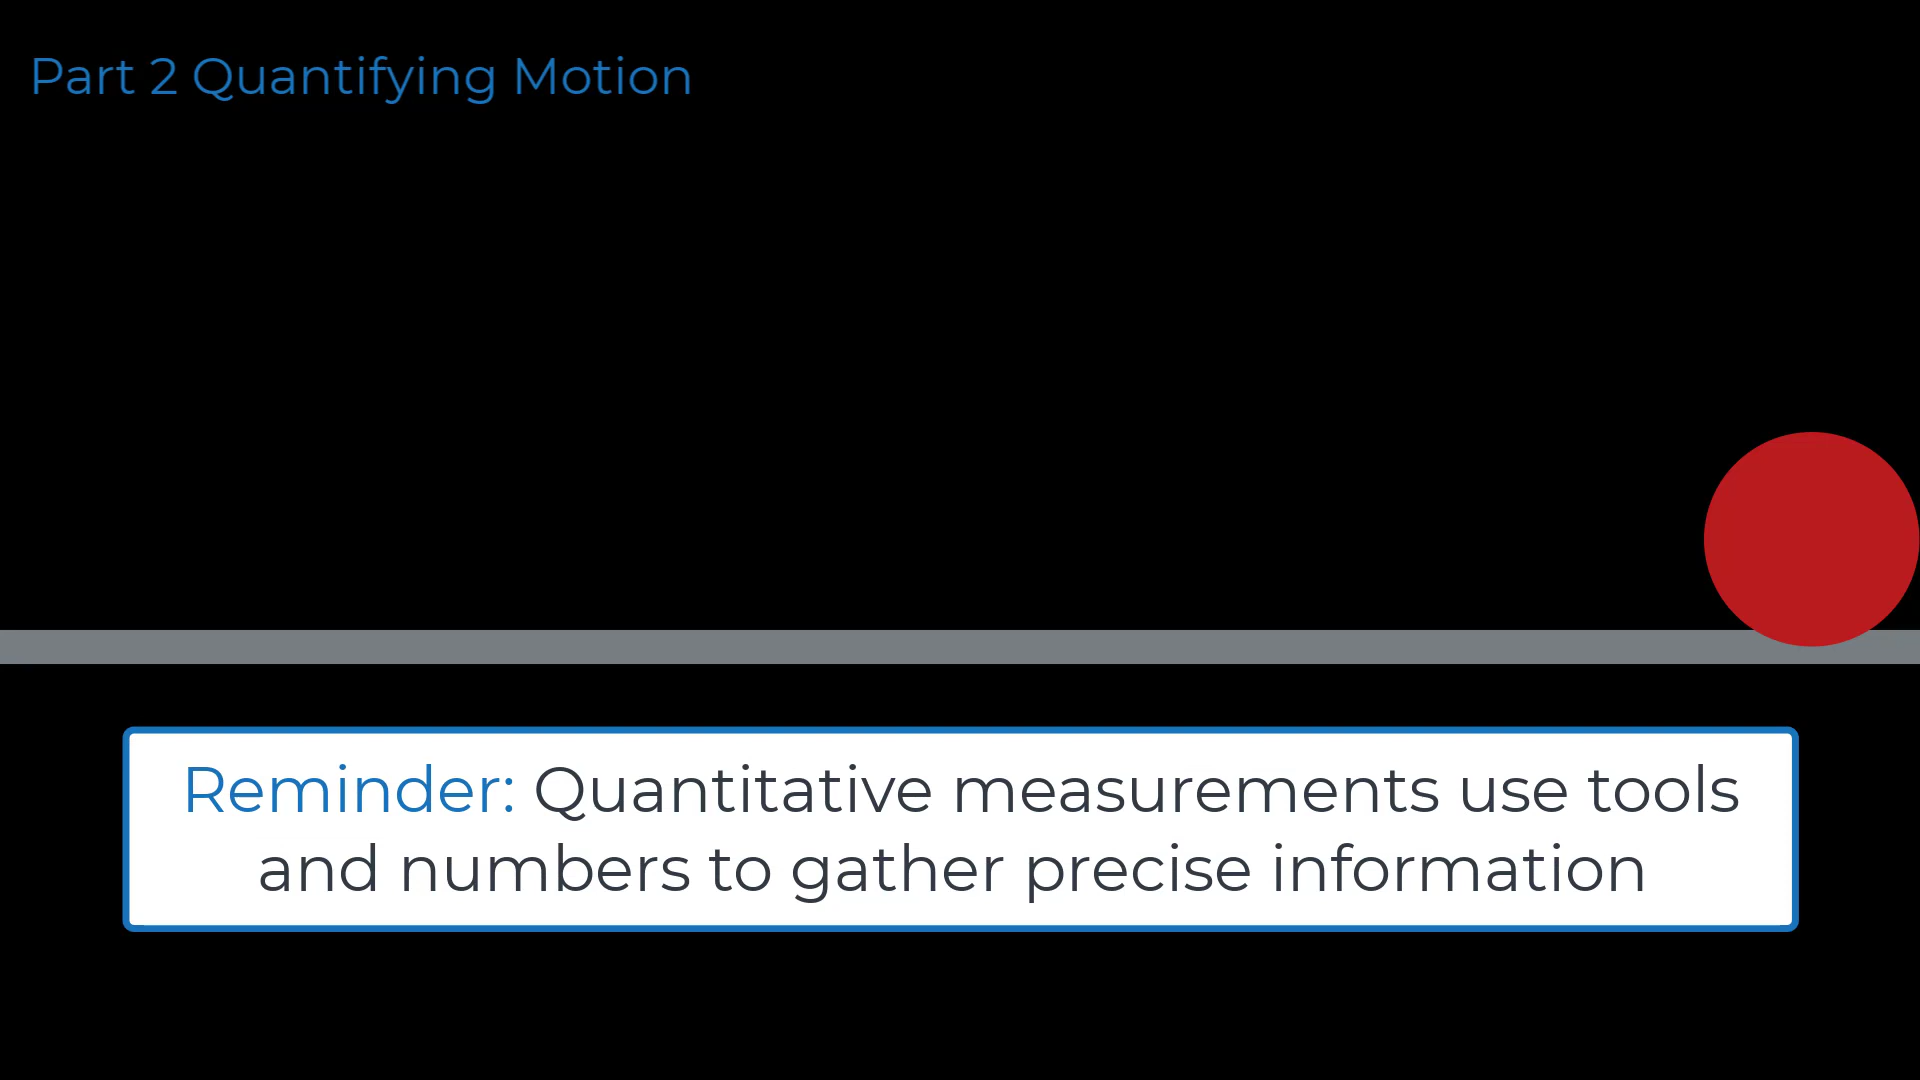 Part 2 Quantifying Motion
Reminder: Quantitative measurements use tools
and numbers to gather precise information